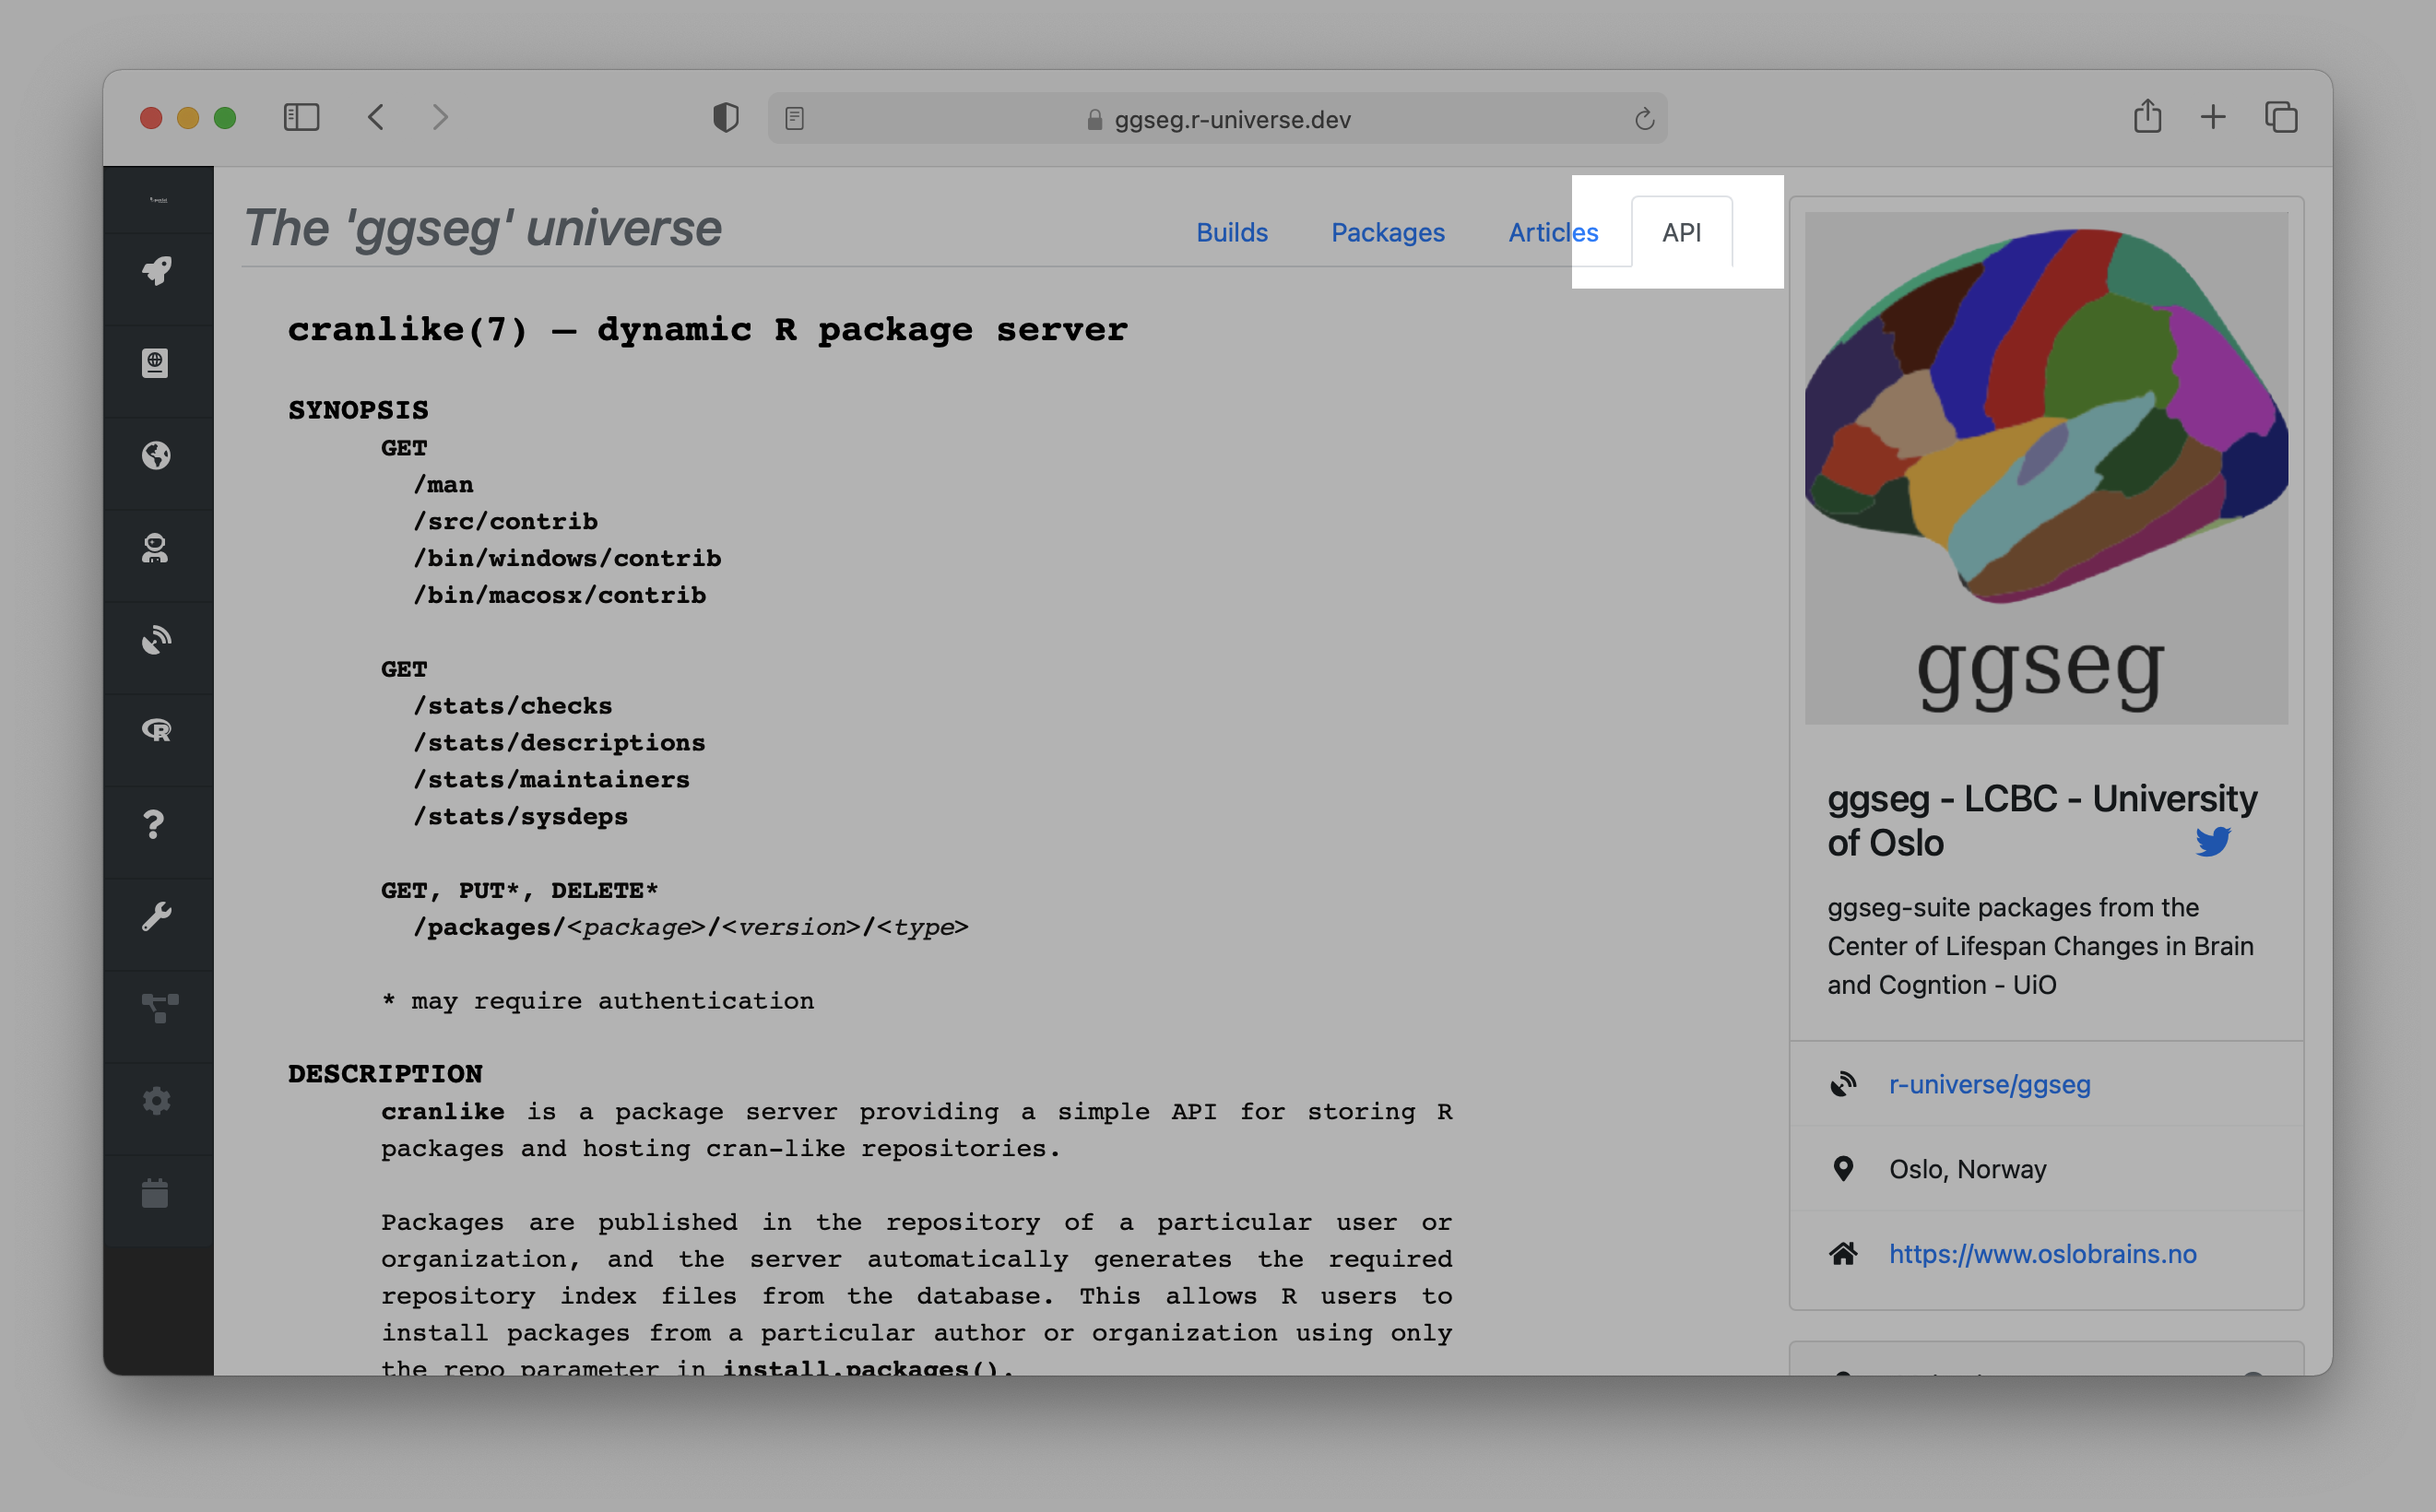 ggseg.r-universe.dev
The 'ggseg' universe
Builds Packages Articles API
cranlike(7) — dynamic R package server
SYNOPSIS
GET
/man
/src/contrib
/bin/windows/contrib
/bin/macosx/contrib
GET
/stats/checks
/stats/descriptions
/stats/maintainers
/stats/sysdeps
GET, PUT*, DELETE*
/packages/<package>/<version>/<type>
* may require authentication
DESCRIPTION
cranlike is a package server providing a simple API for storing R
packages and hosting cran-like repositories.
Packages are published in the repository of a particular user or
organization, and the server automatically generates the required
repository index files from the database. This allows R users to
install packages from a particular author or organization using only
the repo parameter in install.packages().
ggseg
ggseg - LCBC - University
of Oslo
ggseg-suite packages from the
Center of Lifespan Changes in Brain
and Cogntion - UiO
r-universe/ggseg
Oslo, Norway
https://www.oslobrains.no